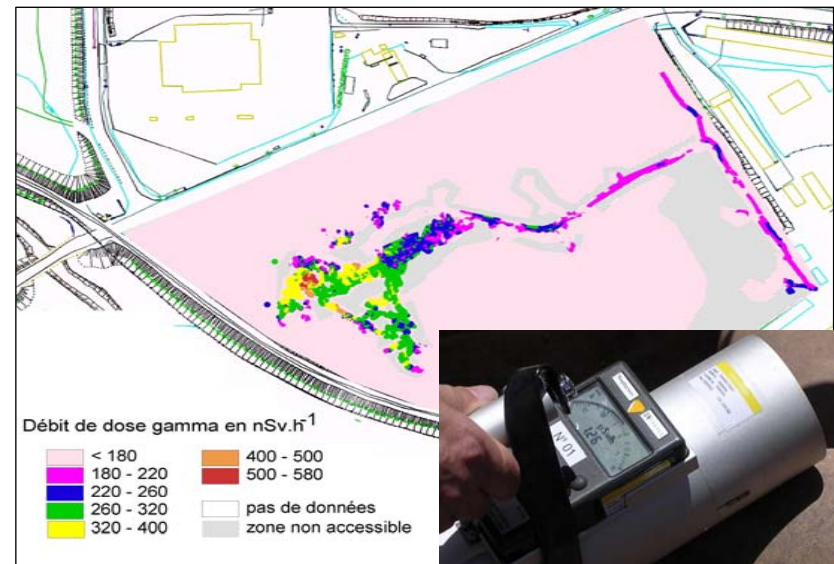 Débit de dose gamma en nSv.h-1
< 180
180 - 220
220 - 260
260 - 320
320 - 400
400 - 500
500 - 580
pas de données
zone non accessible
N° 01